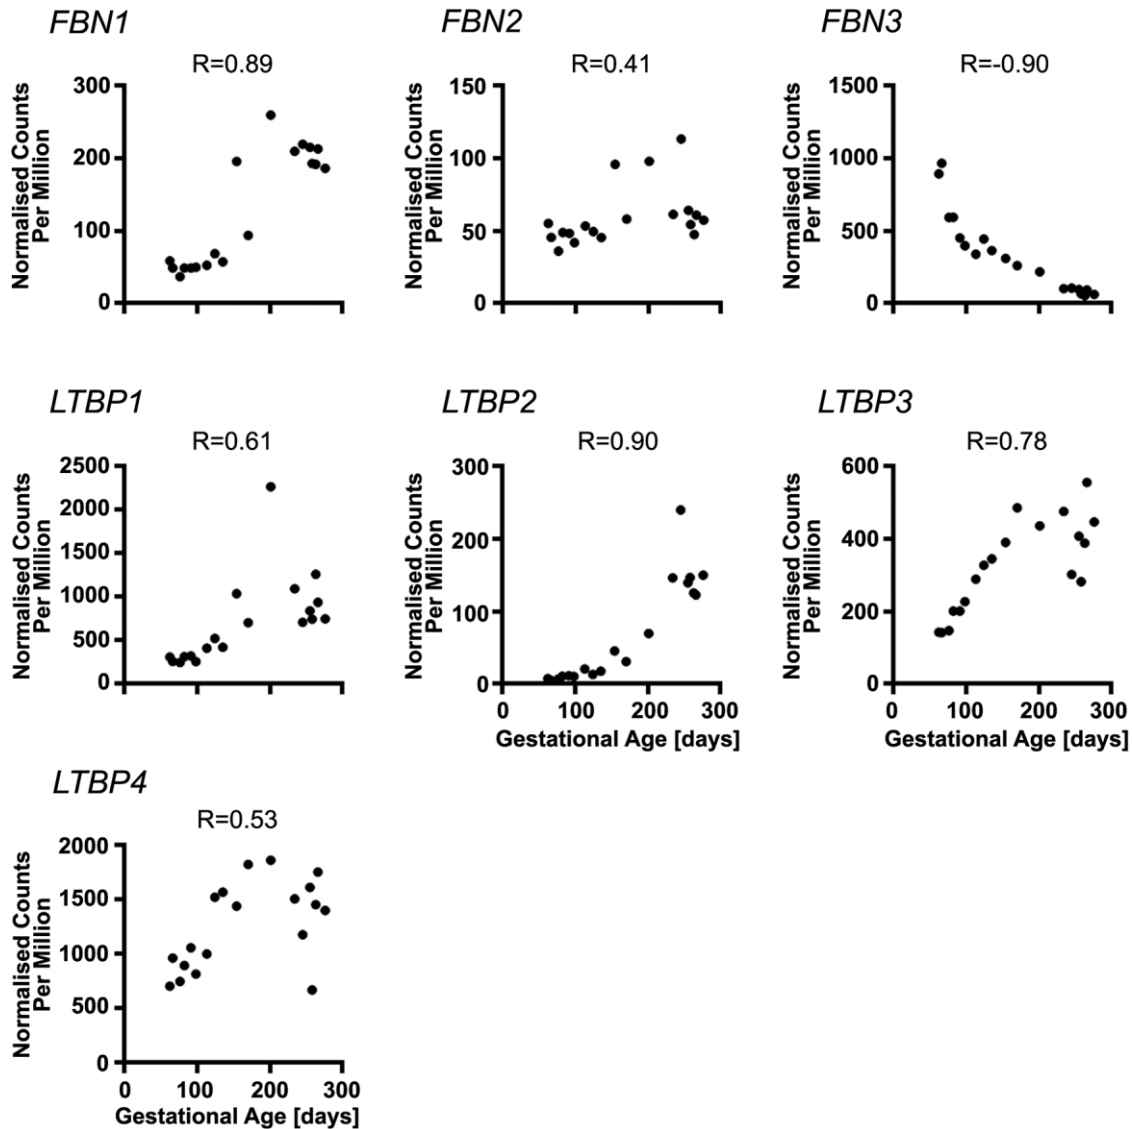 FBN1
R=0.89
Normalised Counts
Per Million
300
200
100
0
FBN2
R=0.41
Normalised Counts
Per Million
150
100
50
0
FBN3
R=-0.90
Normalised Counts
Per Million
1500
1000
500
0
LTBP1
R=0.61
Normalised Counts
Per Million
2500
2000
1500
1000
500
0
LTBP2
R=0.90
Normalised Counts
Per Million
300
200
100
0
0 100 200 300
Gestational Age [days]
LTBP3
R=0.78
Normalised Counts
Per Million
600
400
200
0
0 100 200 300
Gestational Age [days]
LTBP4
R=0.53
Normalised Counts
Per Million
2000
1500
1000
500
0
0 100 200 300
Gestational Age [days]